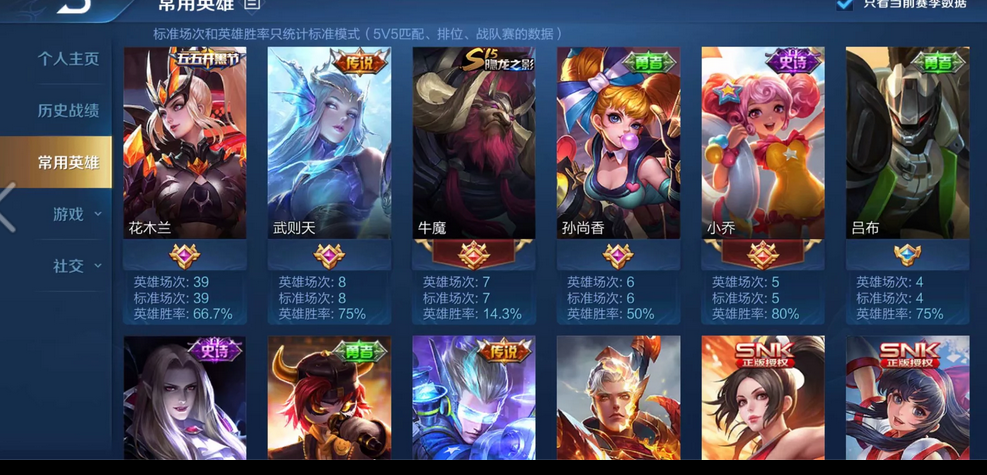 常用英雄
只看当前赛季数据
标准场次和英雄胜率只统计标准模式（5V5匹配、排位、战队赛的数据）
个人主页
历史战绩
常用英雄
游戏
社交
五五开黑节
传说
S15
隐龙之影
勇者
史诗
勇者
花木兰
武则天
牛魔
孙尚香
小乔
吕布
英雄场次: 39
标准场次: 39
英雄胜率: 66.7%
英雄场次: 8
标准场次: 8
英雄胜率: 75%
英雄场次: 7
标准场次: 7
英雄胜率: 14.3%
英雄场次: 6
标准场次: 6
英雄胜率: 50%
英雄场次: 5
标准场次: 5
英雄胜率: 80%
英雄场次: 4
标准场次: 4
英雄胜率: 75%
史诗
勇者
传说
SNK
正版授权
SNK
正版授权